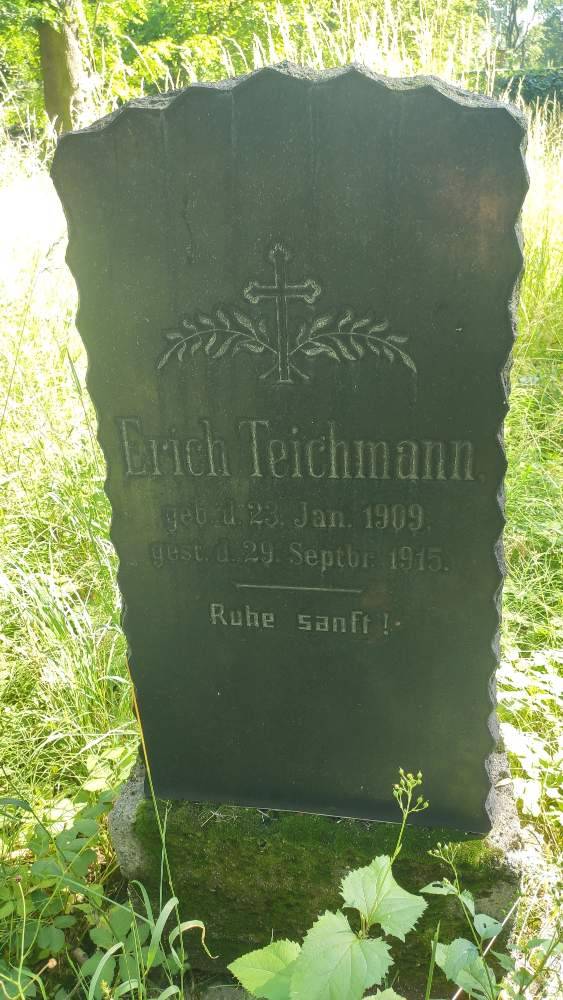 Erich Teichmann.
geb. d. 23. Jan. 1909.
gest. d. 29. Septbr. 1915.
Ruhe sanft!